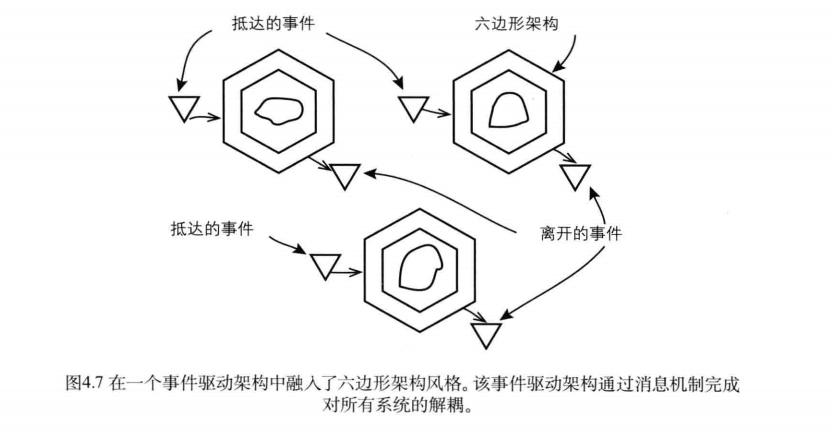 抵达的事件
六边形架构
抵达的事件
离开的事件
图4.7 在一个事件驱动架构中融入了六边形架构风格。该事件驱动架构通过消息机制完成
对所有系统的解耦。